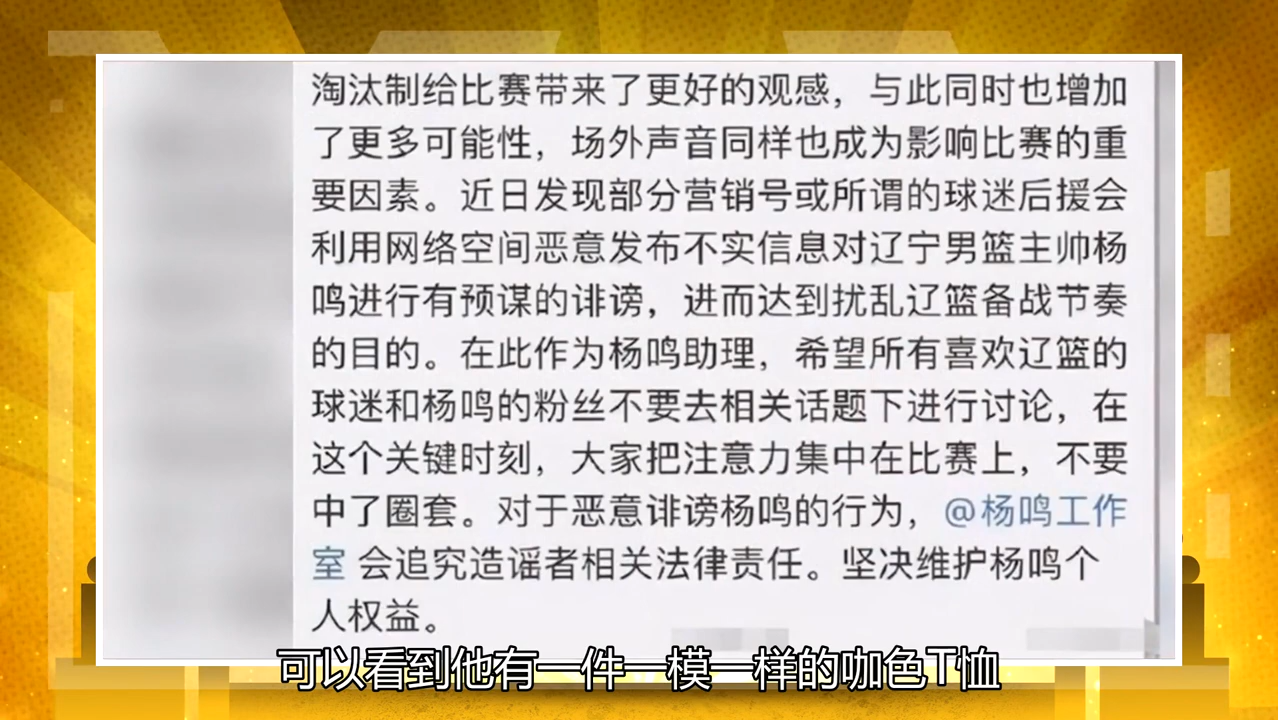 淘汰制给比赛带来了更好的观感，与此同时也增加
了更多可能性，场外声音同样也成为影响比赛的重
要因素。近日发现部分营销号或所谓的球迷后援会
利用网络空间恶意发布不实信息对辽宁男篮主帅杨
鸣进行有预谋的诽谤，进而达到扰乱辽篮备战节奏
的目的。在此作为杨鸣助理，希望所有喜欢辽篮的
球迷和杨鸣的粉丝不要去相关话题下进行讨论，在
这个关键时刻，大家把注意力集中在比赛上，不要
中了圈套。对于恶意诽谤杨鸣的行为，@杨鸣工作
室 会追究造谣者相关法律责任。坚决维护杨鸣个
人权益。
可以看到他有一件一模一样的咖色T恤